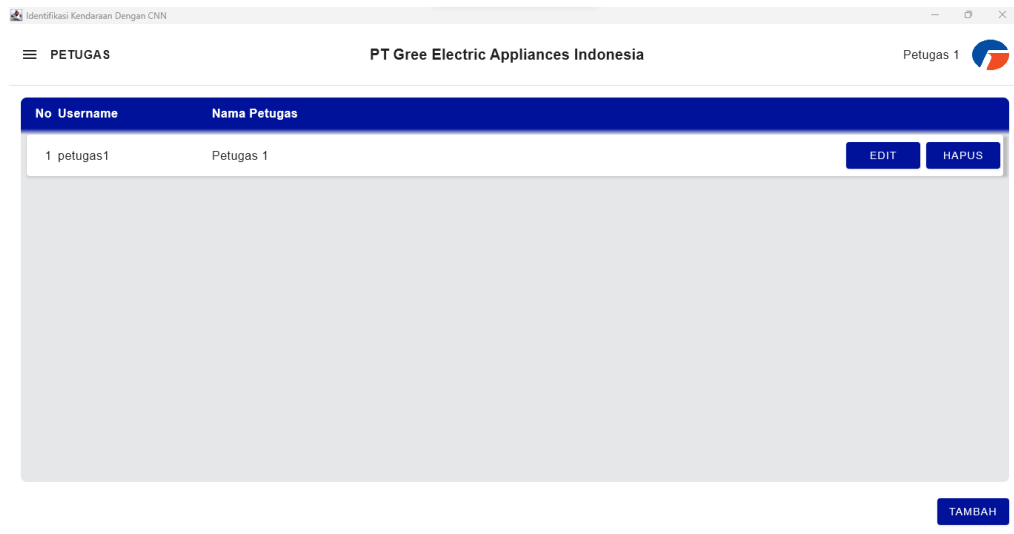 Identifikasi Kendaraan Dengan CNN
PETUGAS PT Gree Electric Appliances Indonesia Petugas 1
No Username Nama Petugas
1 petugas1 Petugas 1 EDIT HAPUS
TAMBAH